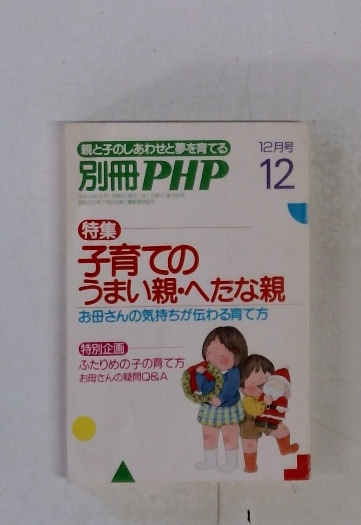 親と子のしあわせと夢を育てる
12月号
別冊PHP
12
特集
子育ての
うまい親・へたな親
お母さんの気持ちが伝わる育て方
特別企画
ふたりめの子の育て方
お母さんの疑問Q&A